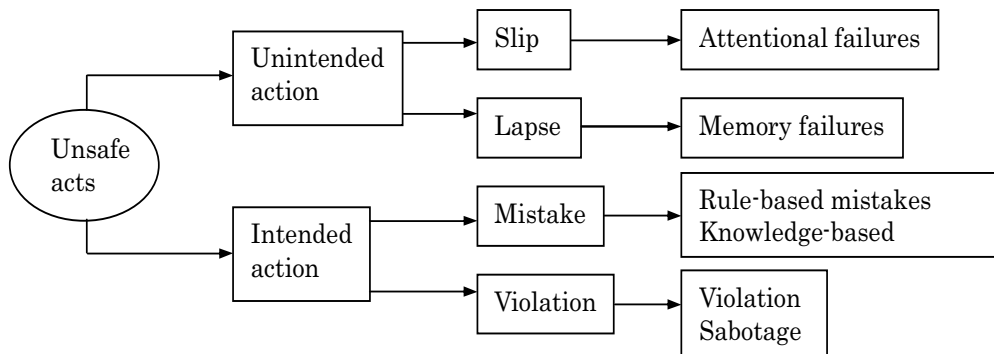 Unsafe
acts
Unintended
action
Slip
Attentional failures
Lapse
Memory failures
Intended
action
Mistake
Rule-based mistakes
Knowledge-based
Violation
Violation
Sabotage